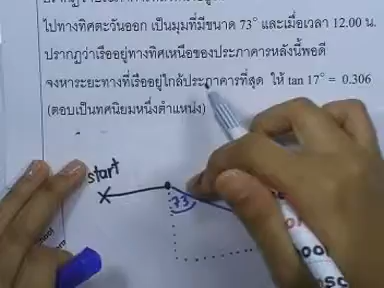 ไปทางทิศตะวันออก เป็นมุมที่มีขนาด 73° และเมื่อเวลา 12.00 น.
ปรากฏว่าเรืออยู่ทางทิศเหนือของประภาคารหลังนี้พอดี
จงหาระยะทางที่เรืออยู่ใกล้ประภาคารที่สุด ให้ tan 17° = 0.306
(ตอบเป็นทศนิยมหนึ่งตำแหน่ง)
start
73